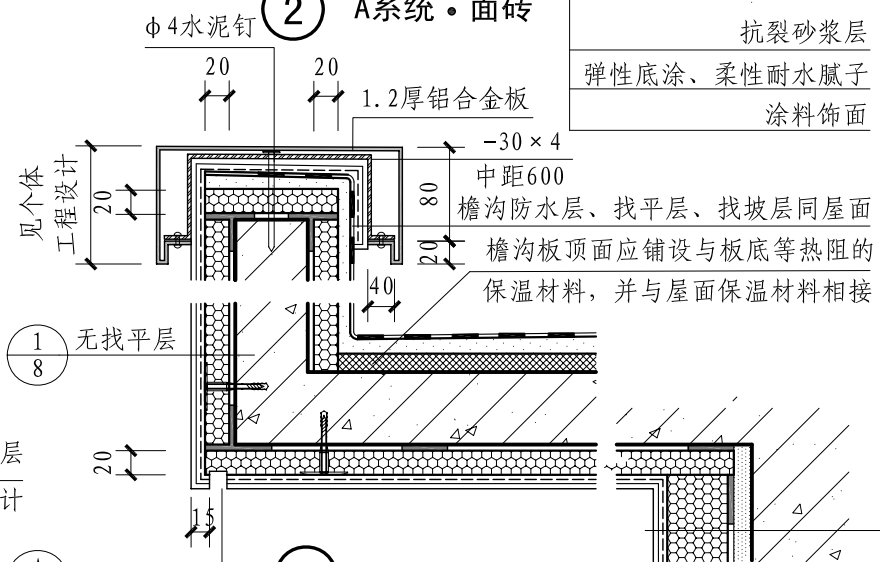 2 A系统·面砖
抗裂砂浆层
弹性底涂、柔性耐水腻子
涂料饰面
ф4水泥钉
20
20
1.2厚铝合金板
-30×4
中距600
见个体
工程设计
20
80
20
檐沟防水层、找平层、找坡层同屋面
檐沟板顶面应铺设与板底等热阻的
保温材料，并与屋面保温材料相接
40
1
8
无找平层
层
计
20
15